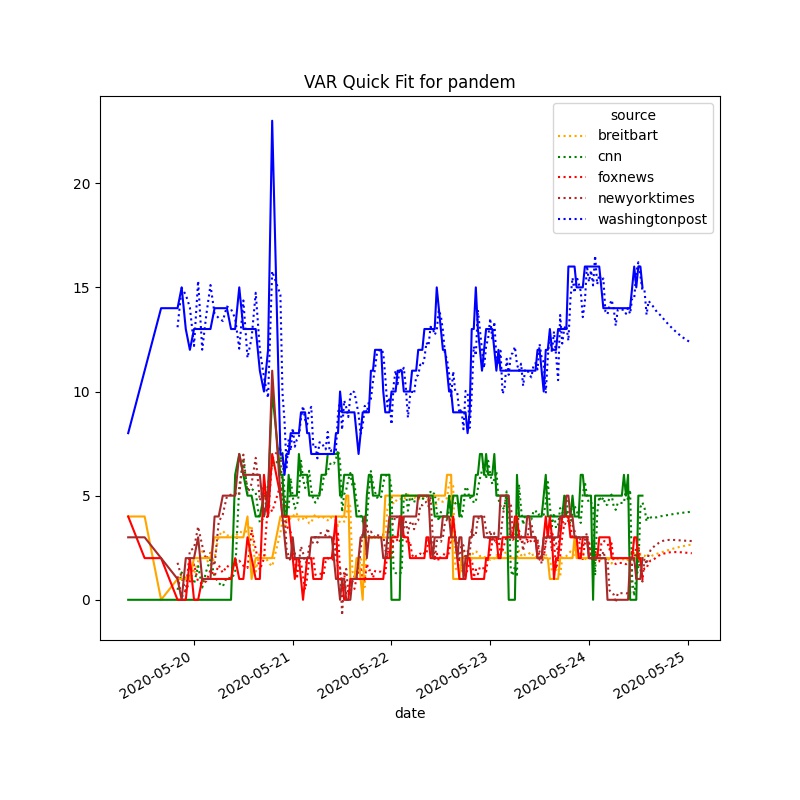 VAR Quick Fit for pandem
source
breitbart
cnn
foxnews
newyorktimes
washingtonpost
20
15
10
5
0
2020-05-20
2020-05-21
2020-05-22
2020-05-23
2020-05-24
2020-05-25
date